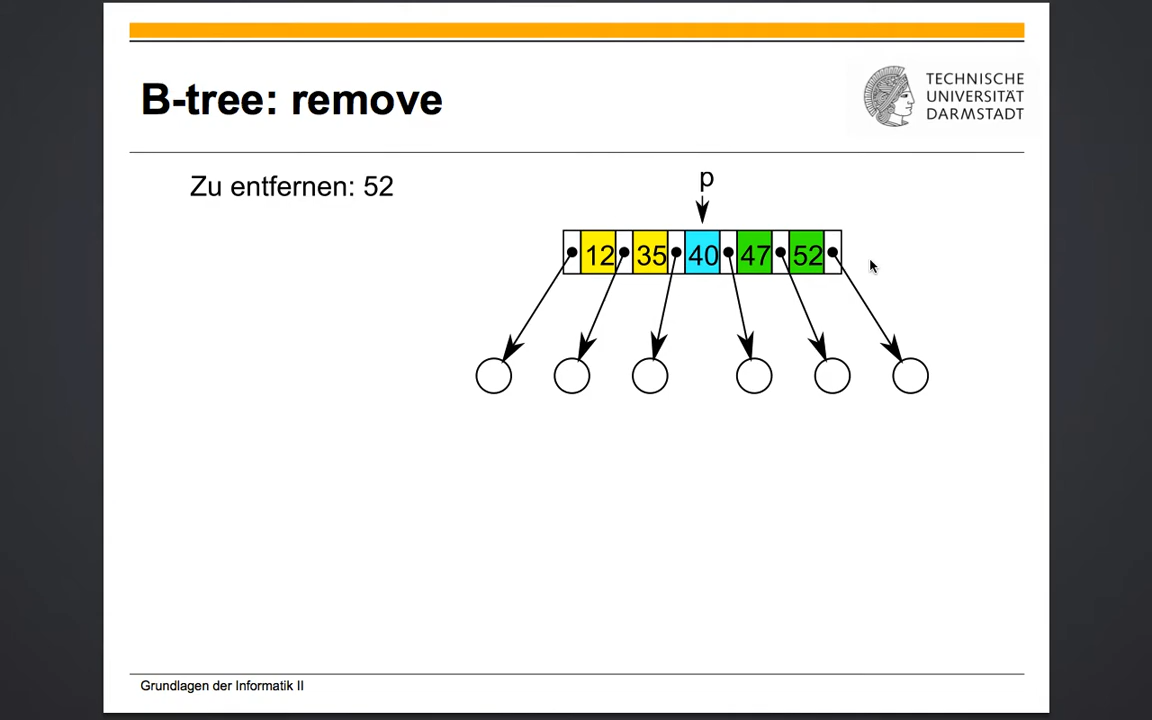 B-tree: remove
TECHNISCHE
UNIVERSITÄT
DARMSTADT
Zu entfernen: 52
p
12 35 40 47 52
Grundlagen der Informatik II